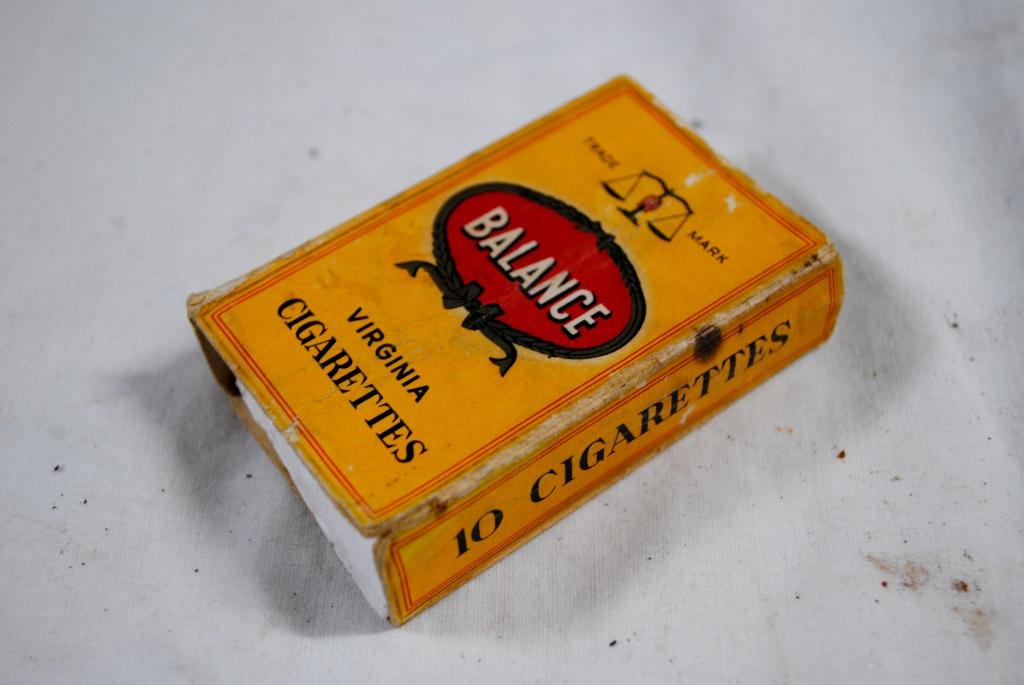 TRADE MARK
BALANCE
VIRGINIA
CIGARETTES
10 CIGARETTES